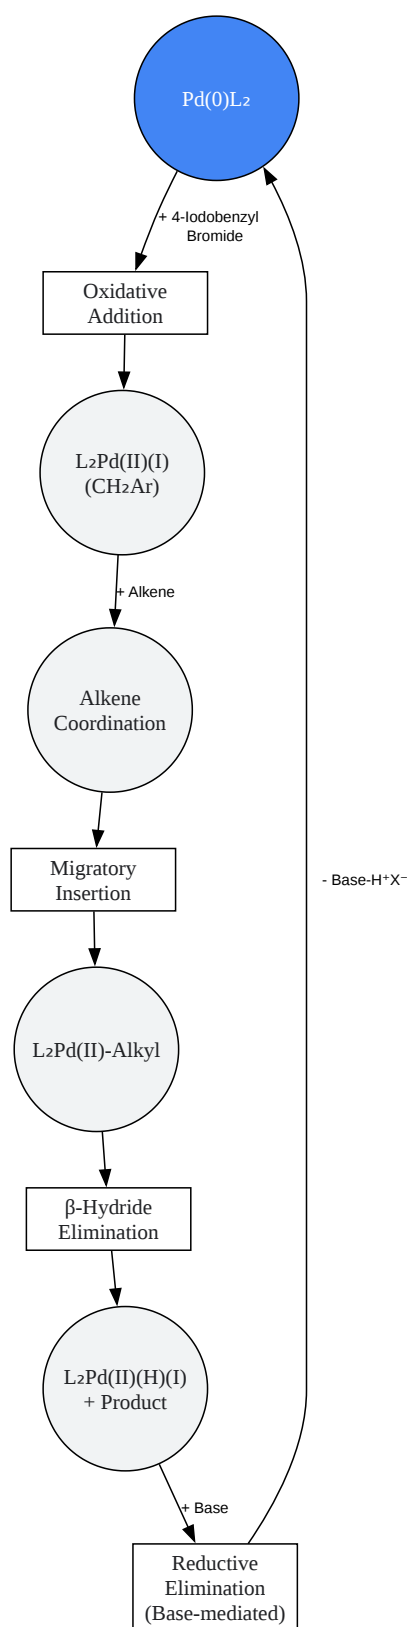 Pd(0)L₂
+ 4-Iodobenzyl
Bromide
Oxidative
Addition
L₂Pd(II)(I)
(CH₂Ar)
+ Alkene
Alkene
Coordination
Migratory
Insertion
- Base-H⁺X⁻
L₂Pd(II)-Alkyl
β-Hydride
Elimination
L₂Pd(II)(H)(I)
+ Product
+ Base
Reductive
Elimination
(Base-mediated)